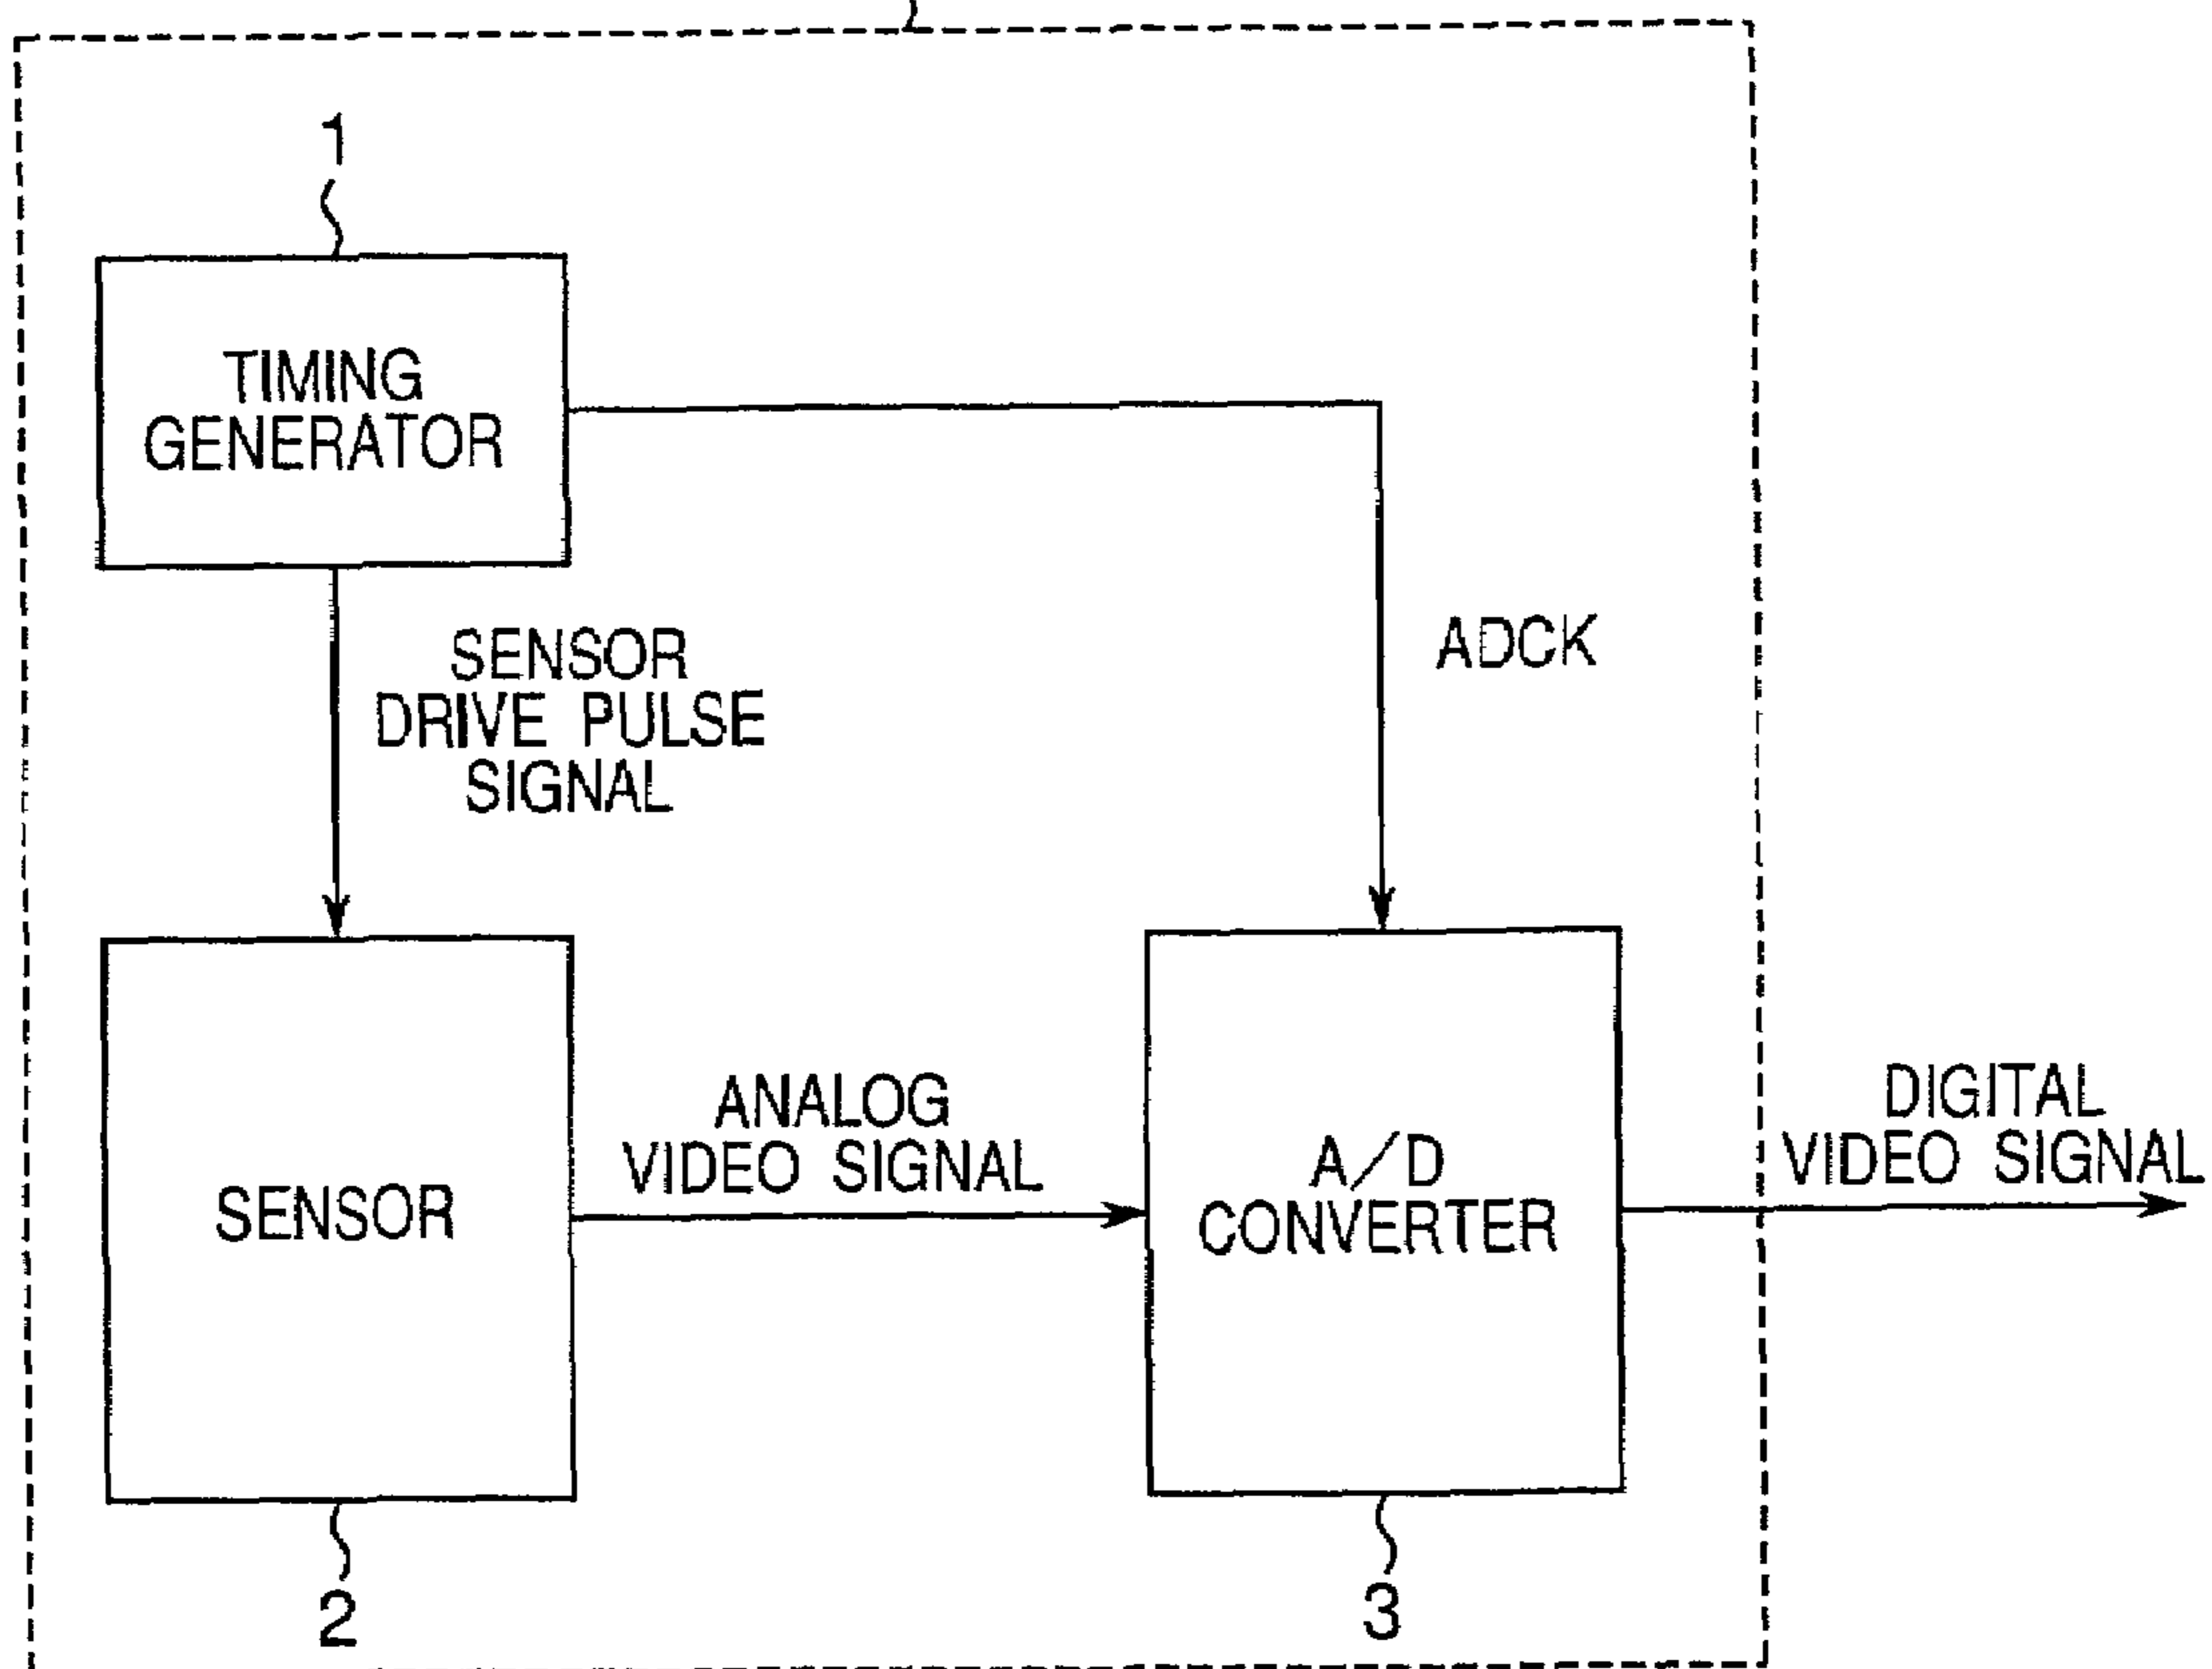 1
TIMING
GENERATOR
SENSOR
DRIVE PULSE
SIGNAL
ADCK
ANALOG
VIDEO SIGNAL
DIGITAL
VIDEO SIGNAL
SENSOR
A/D
CONVERTER
2
3